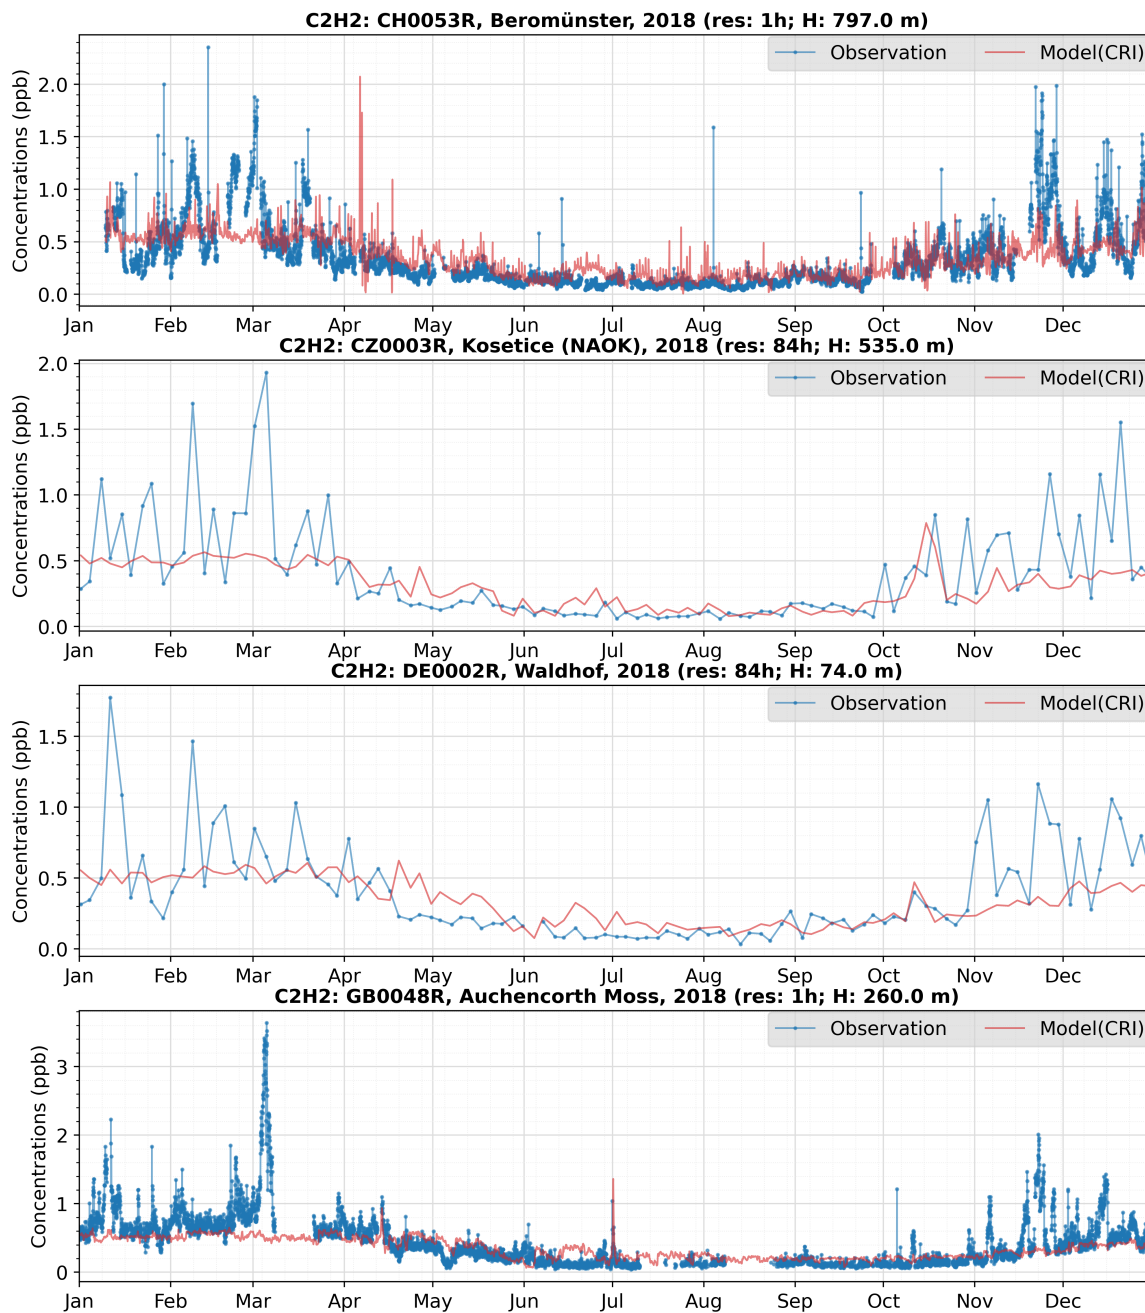 C2H2: CH0053R, Beromünster, 2018 (res: 1h; H: 797.0 m)
Observation Model(CRI)
Concentrations (ppb)
2.0
1.5
1.0
0.5
0.0
Jan Feb Mar Apr May Jun Jul Aug Sep Oct Nov Dec
C2H2: CZ0003R, Kosetice (NAOK), 2018 (res: 84h; H: 535.0 m)
Observation Model(CRI)
Concentrations (ppb)
2.0
1.5
1.0
0.5
0.0
Jan Feb Mar Apr May Jun Jul Aug Sep Oct Nov Dec
C2H2: DE0002R, Waldhof, 2018 (res: 84h; H: 74.0 m)
Observation Model(CRI)
Concentrations (ppb)
1.5
1.0
0.5
0.0
Jan Feb Mar Apr May Jun Jul Aug Sep Oct Nov Dec
C2H2: GB0048R, Auchencorth Moss, 2018 (res: 1h; H: 260.0 m)
Observation Model(CRI)
Concentrations (ppb)
3
2
1
0
Jan Feb Mar Apr May Jun Jul Aug Sep Oct Nov Dec